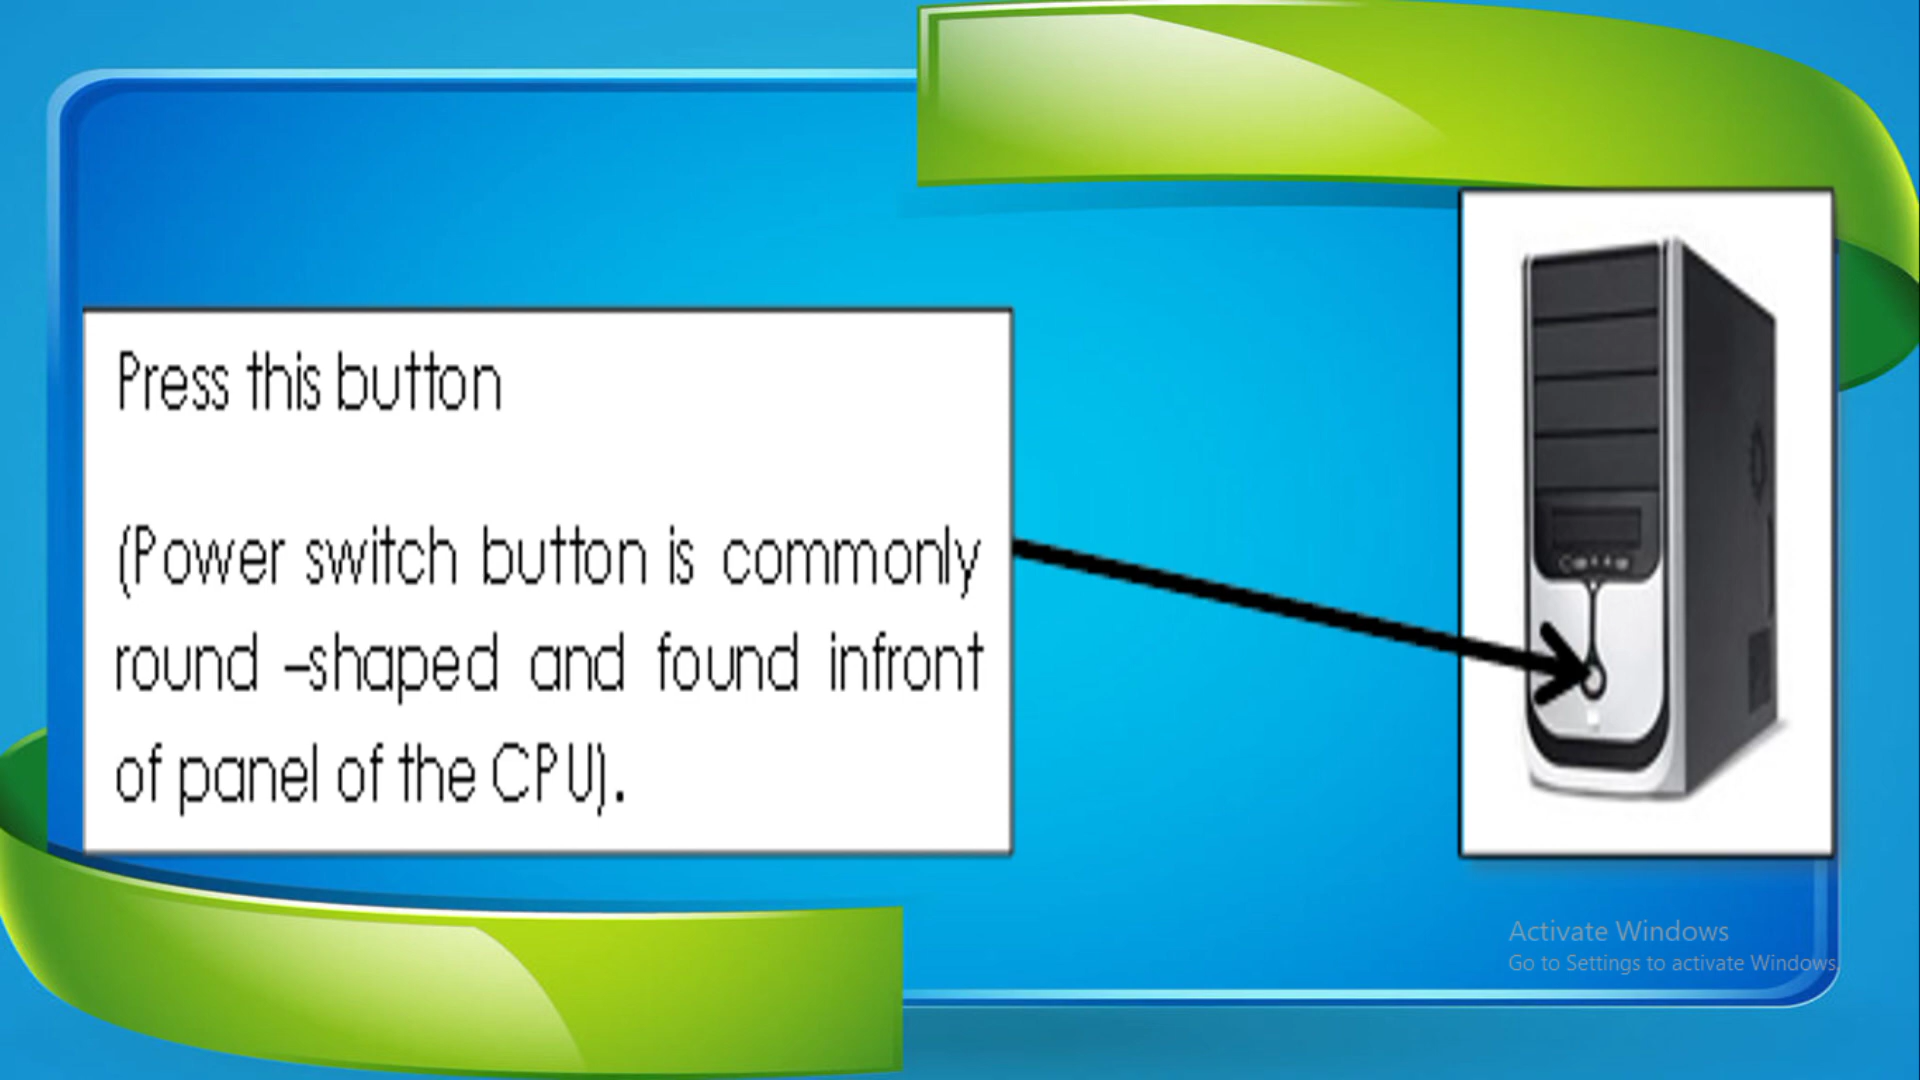 Press this button
(Power switch button is commonly
round –shaped and found infront
of panel of the CPU).
Activate Windows
Go to Settings to activate Windows.